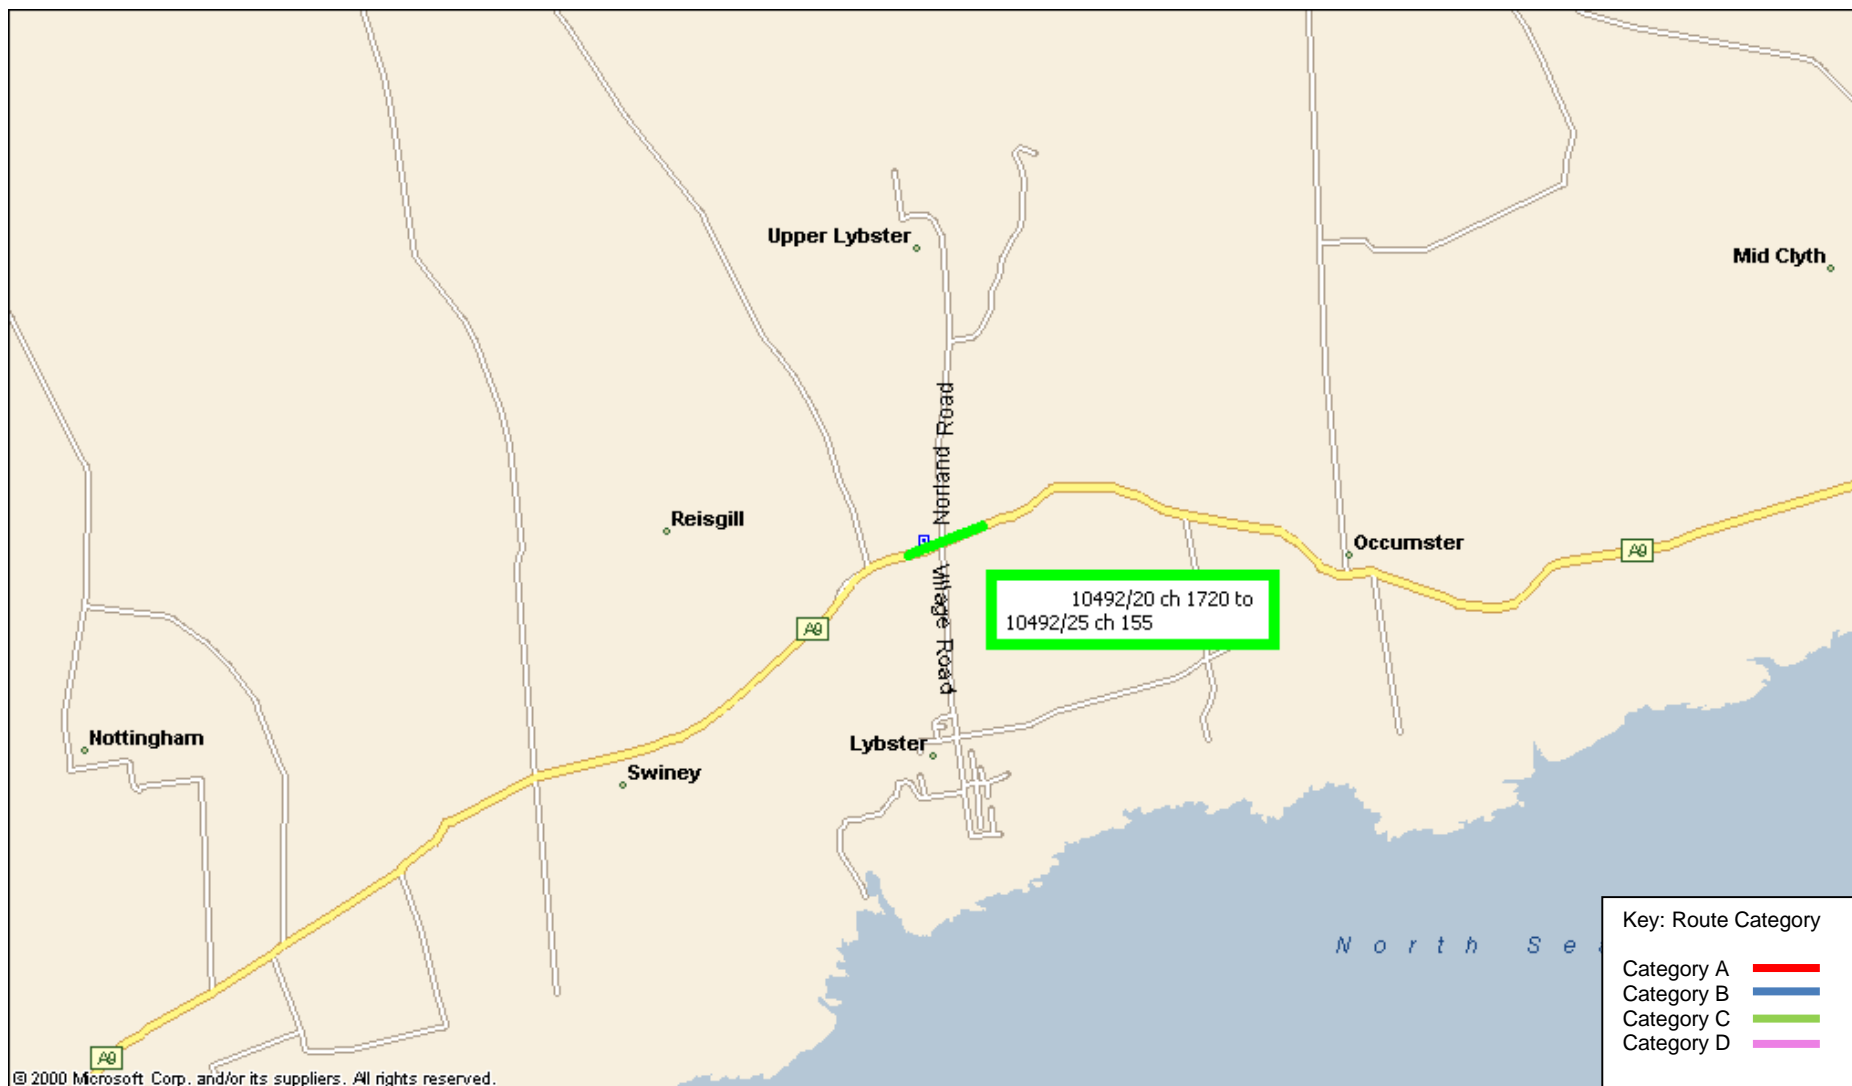 Upper Lybster
Mid Clyth
Norland Road
Reisgill
Occumster
A9
10492/20 ch 1720 to
10492/25 ch 155
A9
Village Road
Nottingham
Lybster
Swiney
North Se
Key: Route Category
Category A
Category B
Category C
Category D
A9
© 2000 Microsoft Corp. and/or its suppliers. All rights reserved.